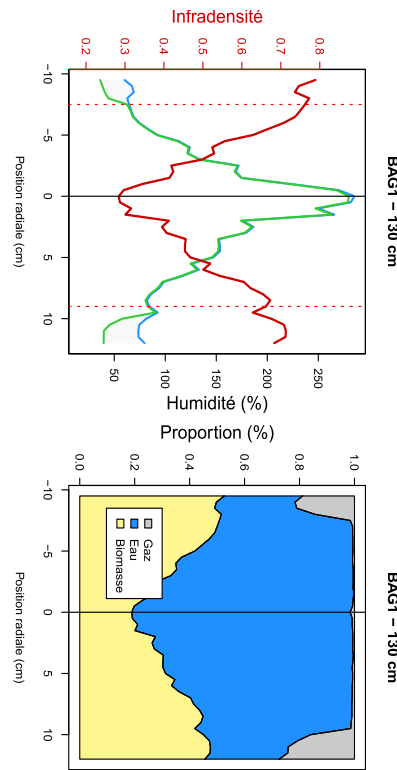 Infradensité
0.2 0.3 0.4 0.5 0.6 0.7 0.8
BAG1 − 130 cm
−10 −5 0 5 10
Position radiale (cm)
50 100 150 200 250
Humidité (%)
Proportion (%)
0.0 0.2 0.4 0.6 0.8 1.0
BAG1 − 130 cm
−10 −5 0 5 10
Position radiale (cm)
Gaz
Eau
Biomasse